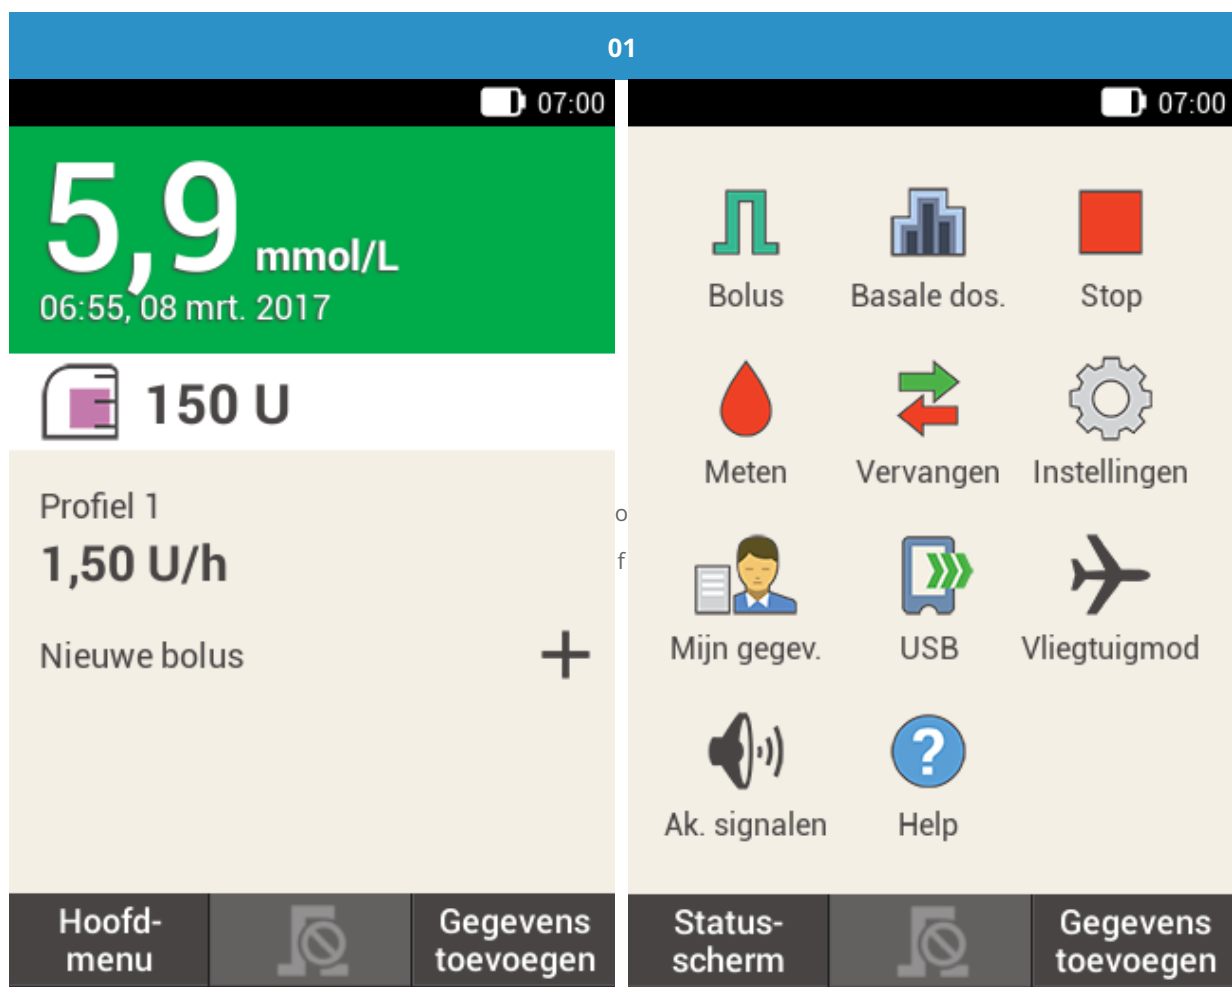 01
07:00
5,9 mmol/L
06:55, 08 mrt. 2017
150 U
Profiel 1
1,50 U/h
Nieuwe bolus
Hoofd-
menu
Gegevens
toevoegen
o
f
07:00
Bolus
Basale dos.
Stop
Meten
Vervangen
Instellingen
Mijn gegev.
USB
Vliegtuigmod
Ak. signalen
?
Help
Status-
scherm
Gegevens
toevoegen